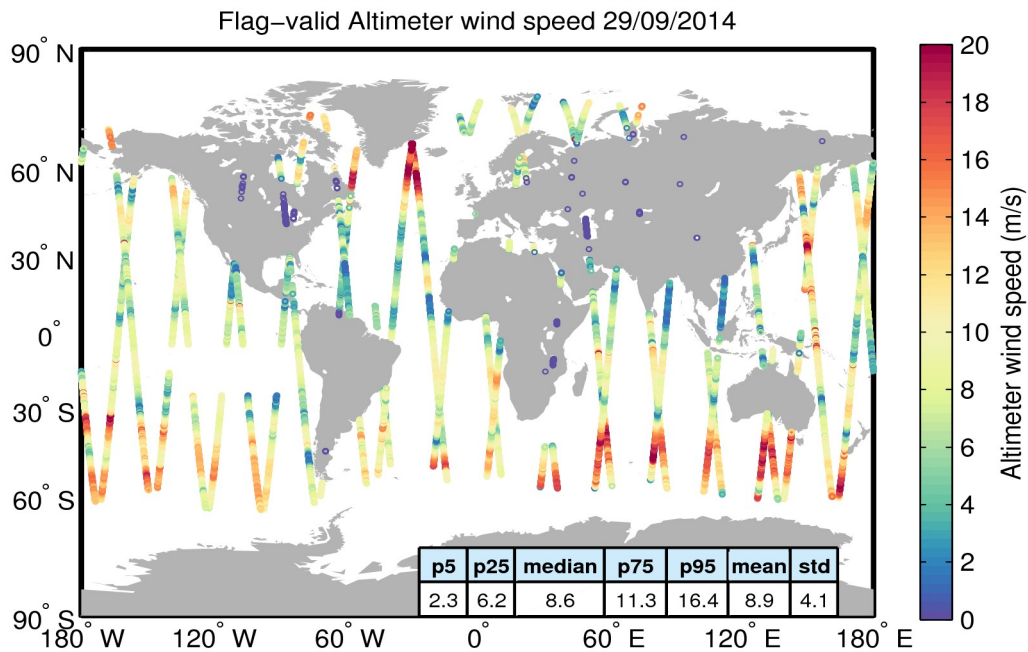 Flag-valid Altimeter wind speed 29/09/2014
90° N
60° N
30° N
0°
30° S
60° S
90° S
180° W
120° W
60° W
0°
60° E
120° E
180° E
p5 p25 median p75 p95 mean std
2.3 6.2 8.6 11.3 16.4 8.9 4.1
20
18
16
14
12
10
8
6
4
2
0
Altimeter wind speed (m/s)